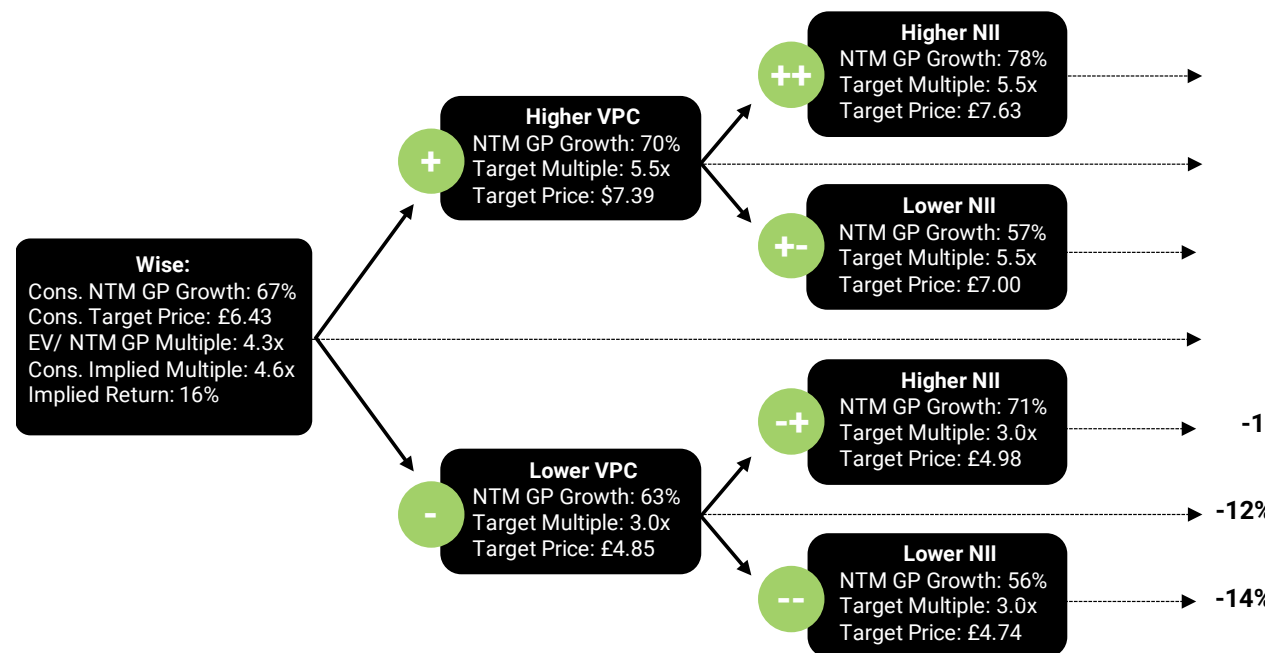 Wise:
Cons. NTM GP Growth: 67%
Cons. Target Price: £6.43
EV/ NTM GP Multiple: 4.3x
Cons. Implied Multiple: 4.6x
Implied Return: 16%
+
Higher VPC
NTM GP Growth: 70%
Target Multiple: 5.5x
Target Price: $7.39
++
Higher NII
NTM GP Growth: 78%
Target Multiple: 5.5x
Target Price: £7.63
+-
Lower NII
NTM GP Growth: 57%
Target Multiple: 5.5x
Target Price: £7.00
-
Lower VPC
NTM GP Growth: 63%
Target Multiple: 3.0x
Target Price: £4.85
-+
Higher NII
NTM GP Growth: 71%
Target Multiple: 3.0x
Target Price: £4.98
--
Lower NII
NTM GP Growth: 56%
Target Multiple: 3.0x
Target Price: £4.74
-12%
-14%